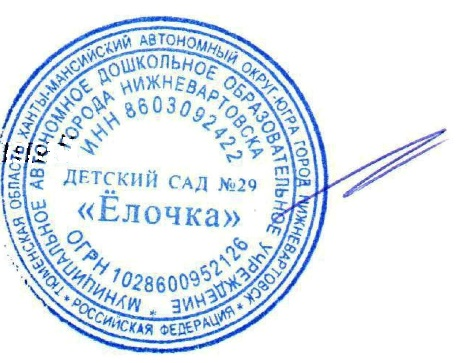 * РОССИЙСКАЯ ФЕДЕРАЦИЯ * ТЮМЕНСКАЯ ОБЛАСТЬ ХАНТЫ-МАНСИЙСКИЙ АВТОНОМНЫЙ ОКРУГ-ЮГРА ГОРОД НИЖНЕВАРТОВСК
* МУНИЦИПАЛЬНОЕ АВТОНОМНОЕ ДОШКОЛЬНОЕ ОБРАЗОВАТЕЛЬНОЕ УЧРЕЖДЕНИЕ
ГОРОДА НИЖНЕВАРТОВСКА
ИНН 8603092422
ДЕТСКИЙ САД №29
«Ёлочка»
ОГРН 1028600952126